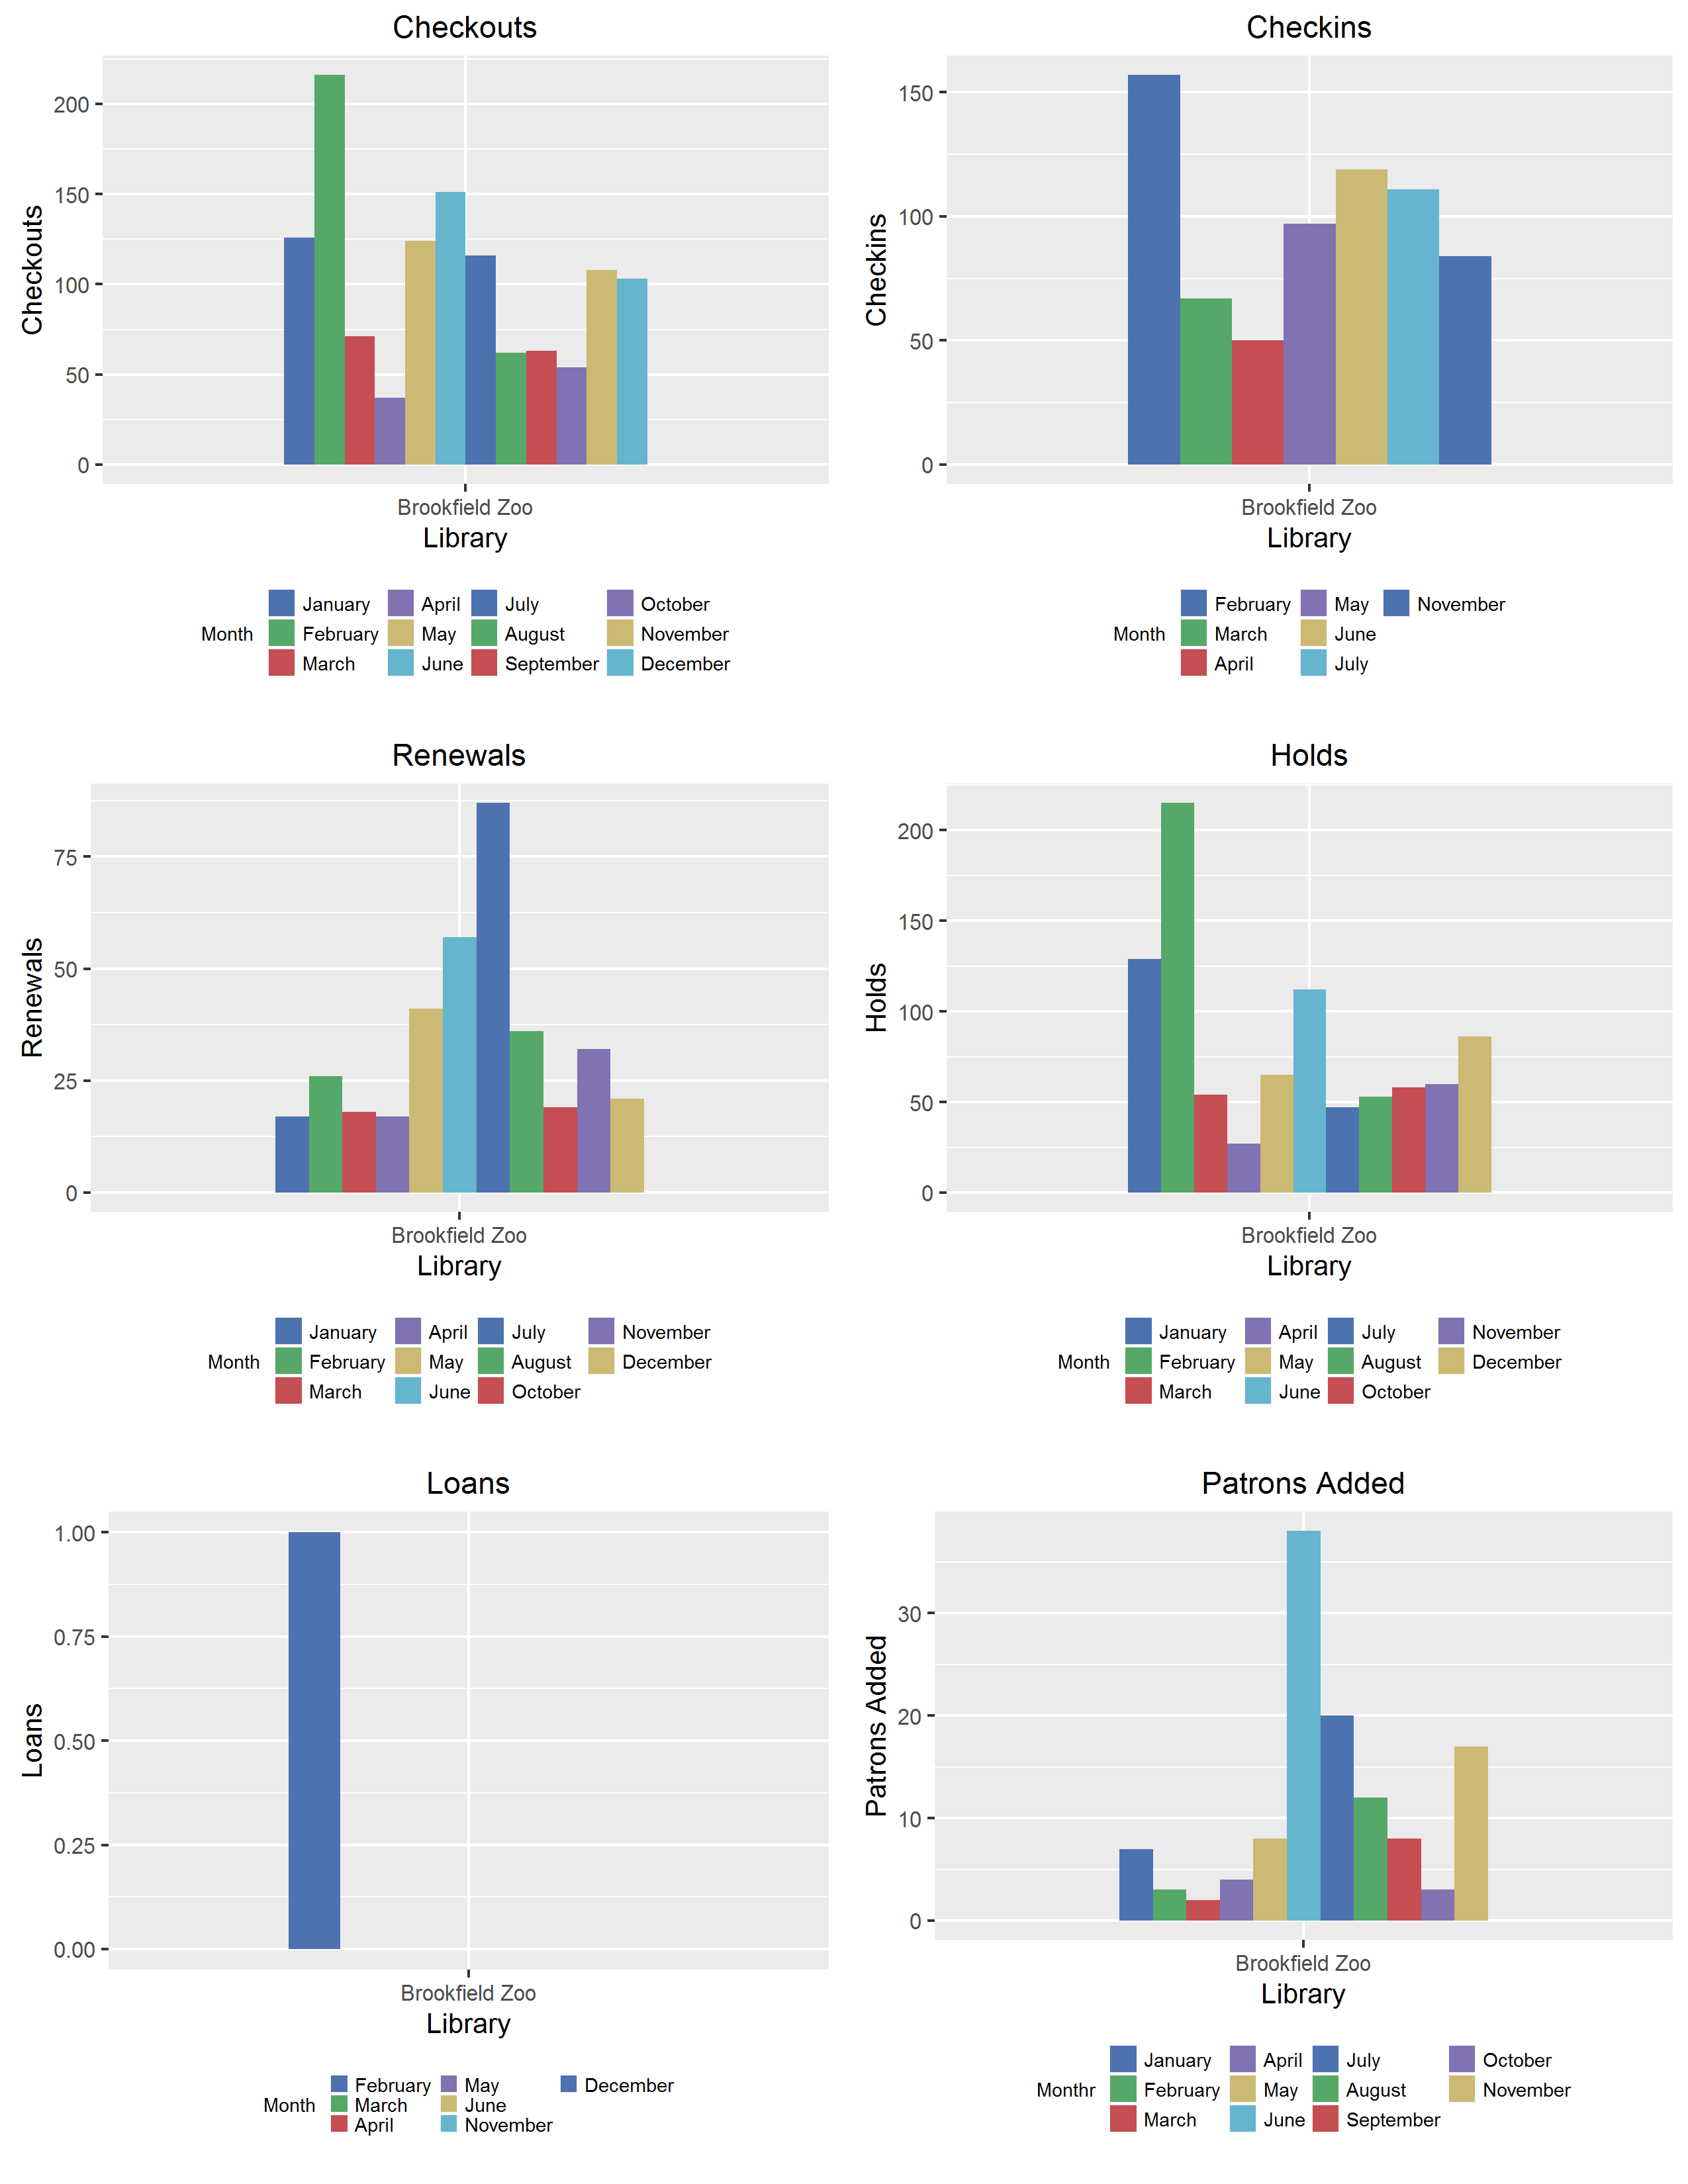 Checkouts
200
150
100
50
0
Checkouts
Brookfield Zoo
Library
Month
January
February
March
April
May
June
July
August
September
October
November
December
Checkins
150
100
50
0
Checkins
Brookfield Zoo
Library
Month
February
March
April
May
June
July
November
Renewals
75
50
25
0
Renewals
Brookfield Zoo
Library
Month
January
February
March
April
May
June
July
August
October
November
December
Holds
200
150
100
50
0
Holds
Brookfield Zoo
Library
Month
January
February
March
April
May
June
July
August
October
November
December
Loans
1.00
0.75
0.50
0.25
0.00
Loans
Brookfield Zoo
Library
Month
February
March
April
May
June
November
December
Patrons Added
30
20
10
0
Patrons Added
Brookfield Zoo
Library
Monthr
January
February
March
April
May
June
July
August
September
October
November